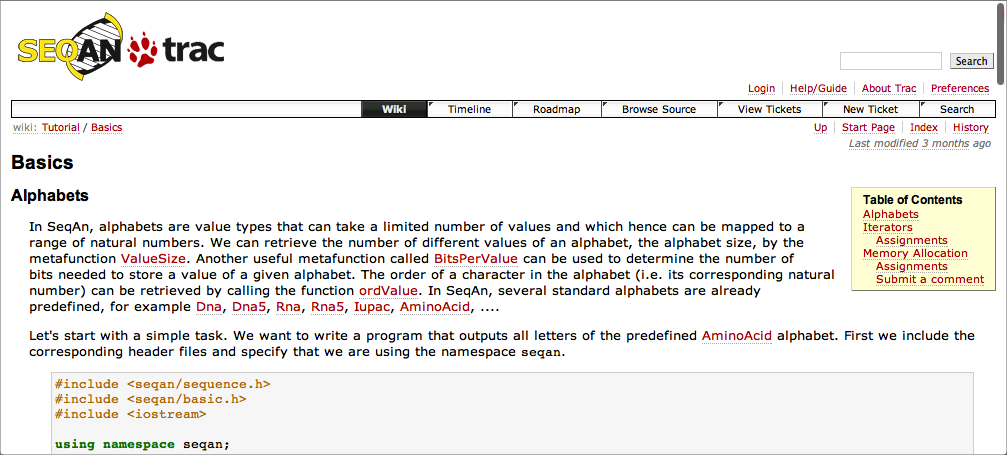 SEQAN trac
Search
Login Help/Guide About Trac Preferences
Wiki Timeline Roadmap Browse Source View Tickets New Ticket Search
wiki: Tutorial / Basics Up Start Page Index History
Last modified 3 months ago
Basics
Alphabets
Table of Contents
Alphabets
Iterators
Assignments
Memory Allocation
Assignments
Submit a comment
In SeqAn, alphabets are value types that can take a limited number of values and which hence can be mapped to a
range of natural numbers. We can retrieve the number of different values of an alphabet, the alphabet size, by the
metafunction ValueSize. Another useful metafunction called BitsPerValue can be used to determine the number of
bits needed to store a value of a given alphabet. The order of a character in the alphabet (i.e. its corresponding natural
number) can be retrieved by calling the function ordValue. In SeqAn, several standard alphabets are already
predefined, for example Dna, Dna5, Rna, Rna5, Iupac, AminoAcid, ....
Let's start with a simple task. We want to write a program that outputs all letters of the predefined AminoAcid alphabet. First we include the
corresponding header files and specify that we are using the namespace seqan.
#include <seqan/sequence.h>
#include <seqan/basic.h>
#include <iostream>
using namespace seqan;